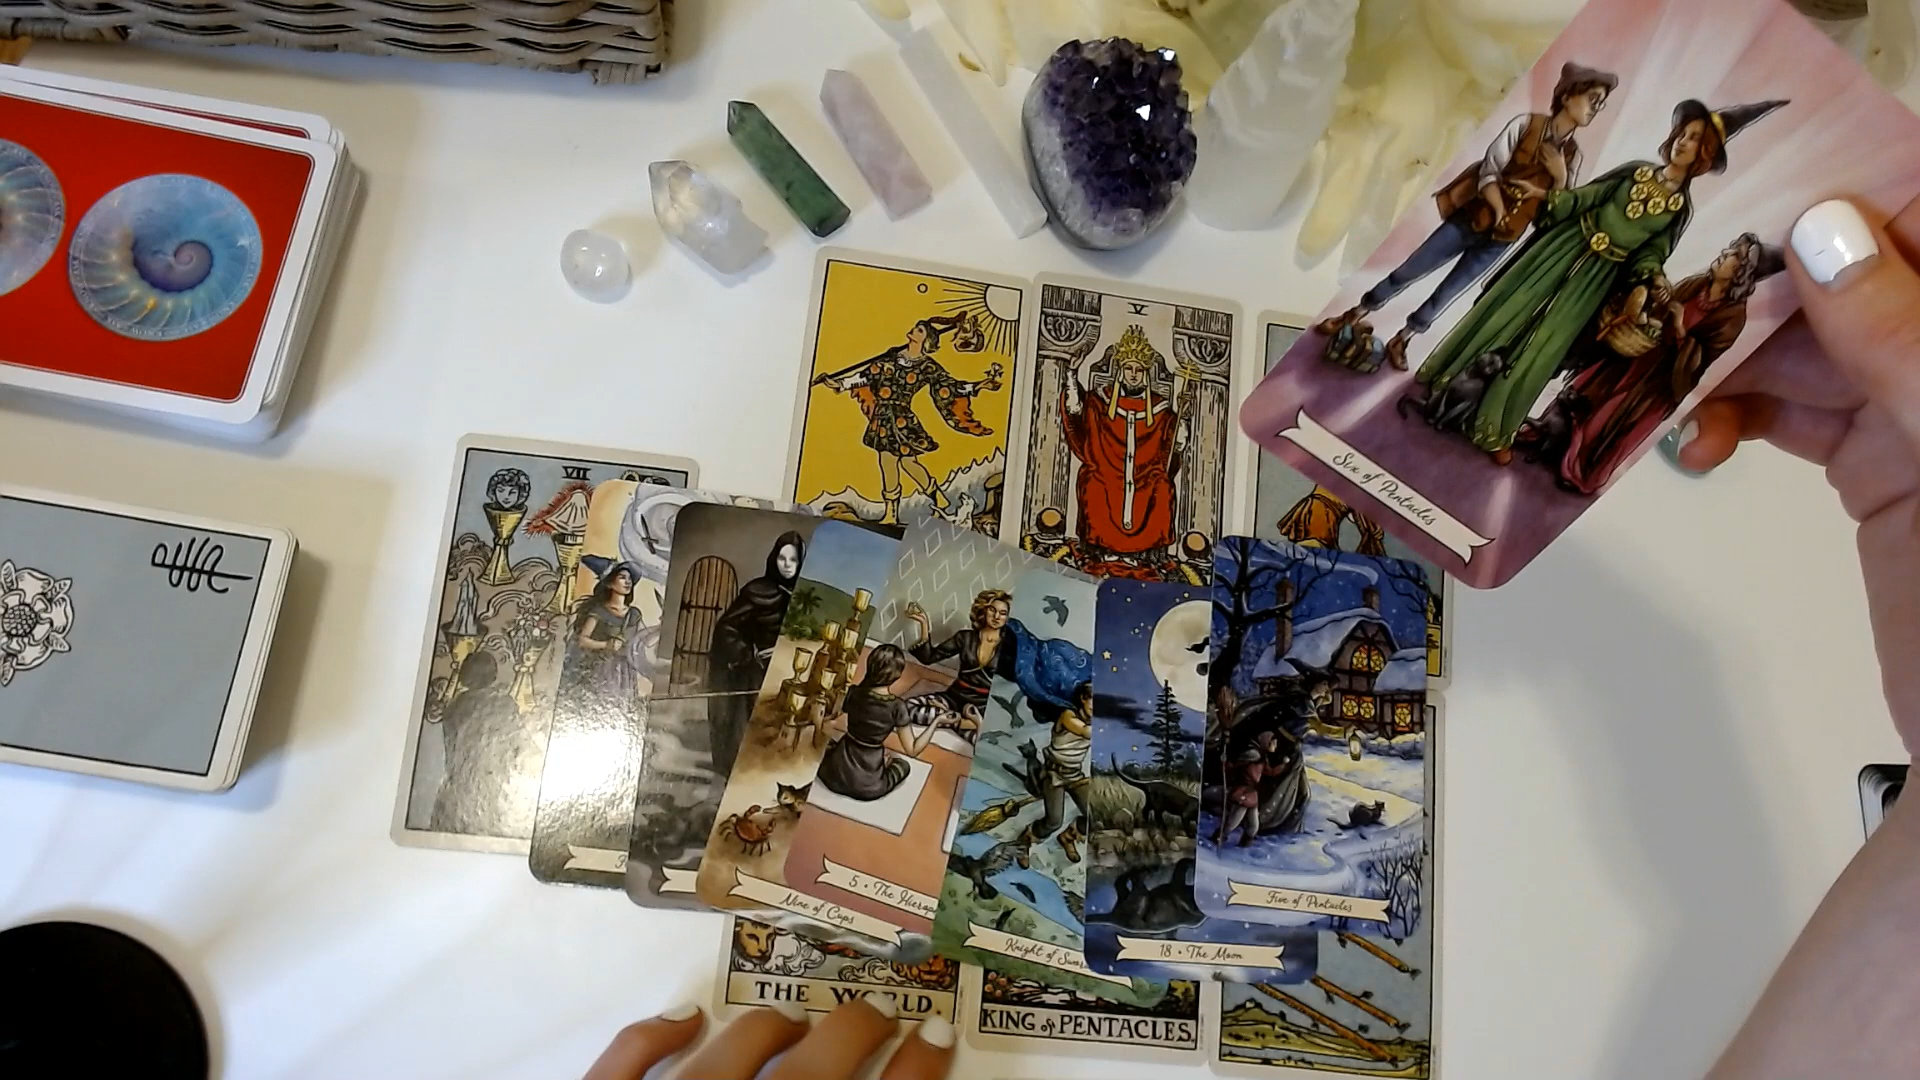 V
VII
Six of Pentacles
5 • The Hierop
Nine of Cups
Five of Pentacles
Knight of Swor
18 • The Moon
THE WORLD.
KING of PENTACLES.